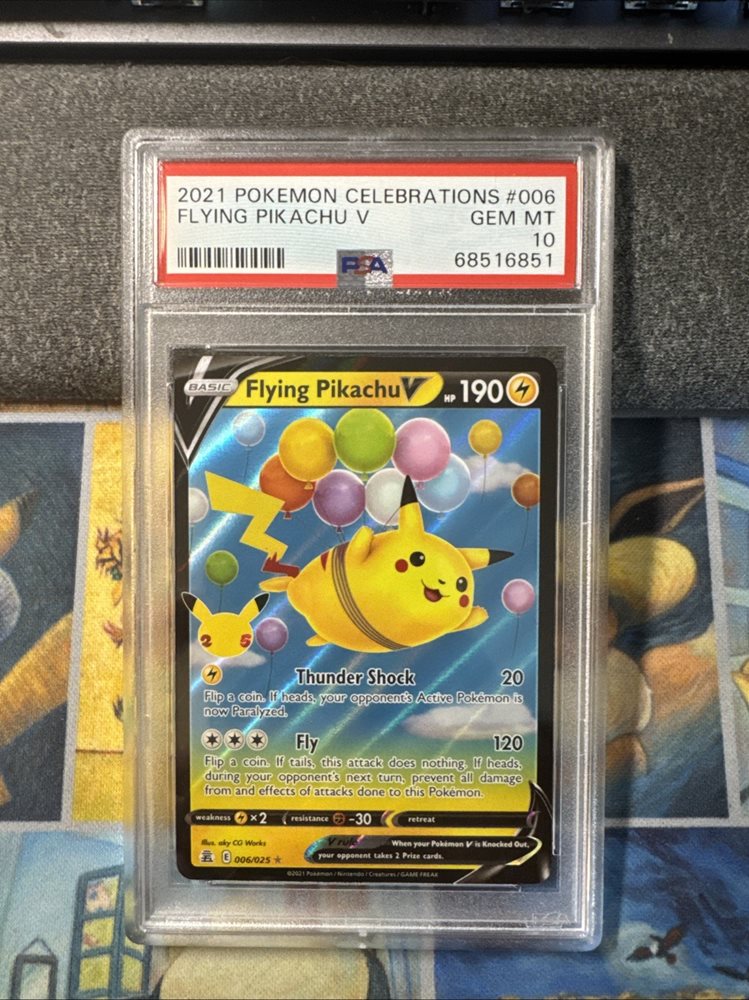 2021 POKEMON CELEBRATIONS #006
FLYING PIKACHU V GEM MT
10
PSA 68516851
BASIC Flying Pikachu V HP 190
25
Thunder Shock 20
Flip a coin. If heads, your opponent's Active Pokémon is
now Paralyzed.
Fly 120
Flip a coin. If tails, this attack does nothing. If heads,
during your opponent's next turn, prevent all damage
from and effects of attacks done to this Pokémon.
weakness ×2 resistance -30 retreat
Illus. aky CG Works V rule When your Pokémon V is Knocked Out,
E 006/025 your opponent takes 2 Prize cards.
©2021 Pokémon / Nintendo / Creatures / GAME FREAK